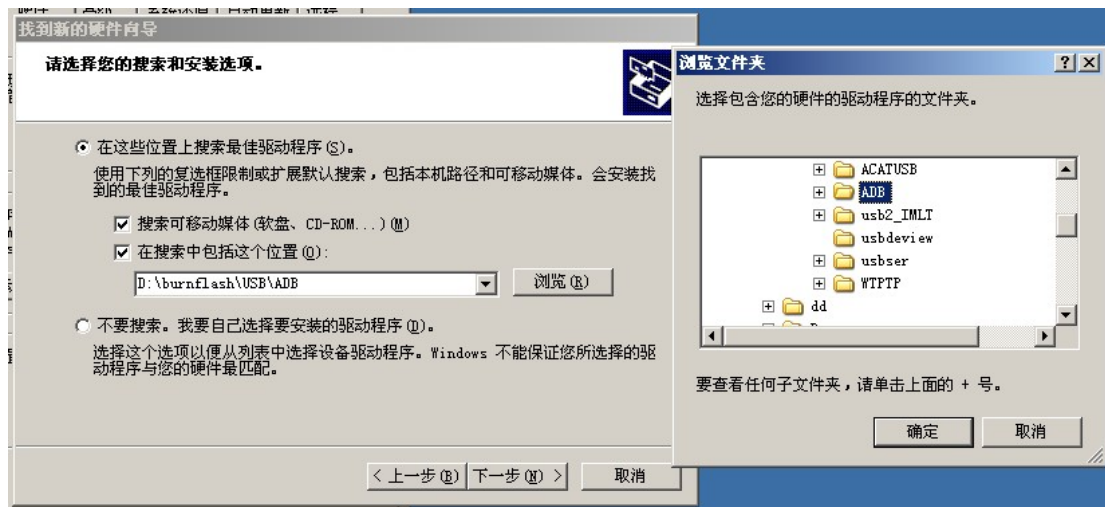 找到新的硬件向导
请选择您的搜索和安装选项。
在这些位置上搜索最佳驱动程序(S)。
使用下列的复选框限制或扩展默认搜索，包括本机路径和可移动媒体。会安装找
到的最佳驱动程序。
搜索可移动媒体(软盘、CD-ROM...)(M)
在搜索中包括这个位置(O):
D:\burnflash\USB\ADB
浏览(R)
不要搜索。我要自己选择要安装的驱动程序(D)。
选择这个选项以便从列表中选择设备驱动程序。Windows 不能保证您所选择的驱
动程序与您的硬件最匹配。
< 上一步(B) 下一步(N) > 取消
浏览文件夹
选择包含您的硬件的驱动程序的文件夹。
ACATUSB
ADB
usb2_IMLT
usbdeview
usbser
WTPTP
dd
要查看任何子文件夹，请单击上面的 + 号。
确定 取消